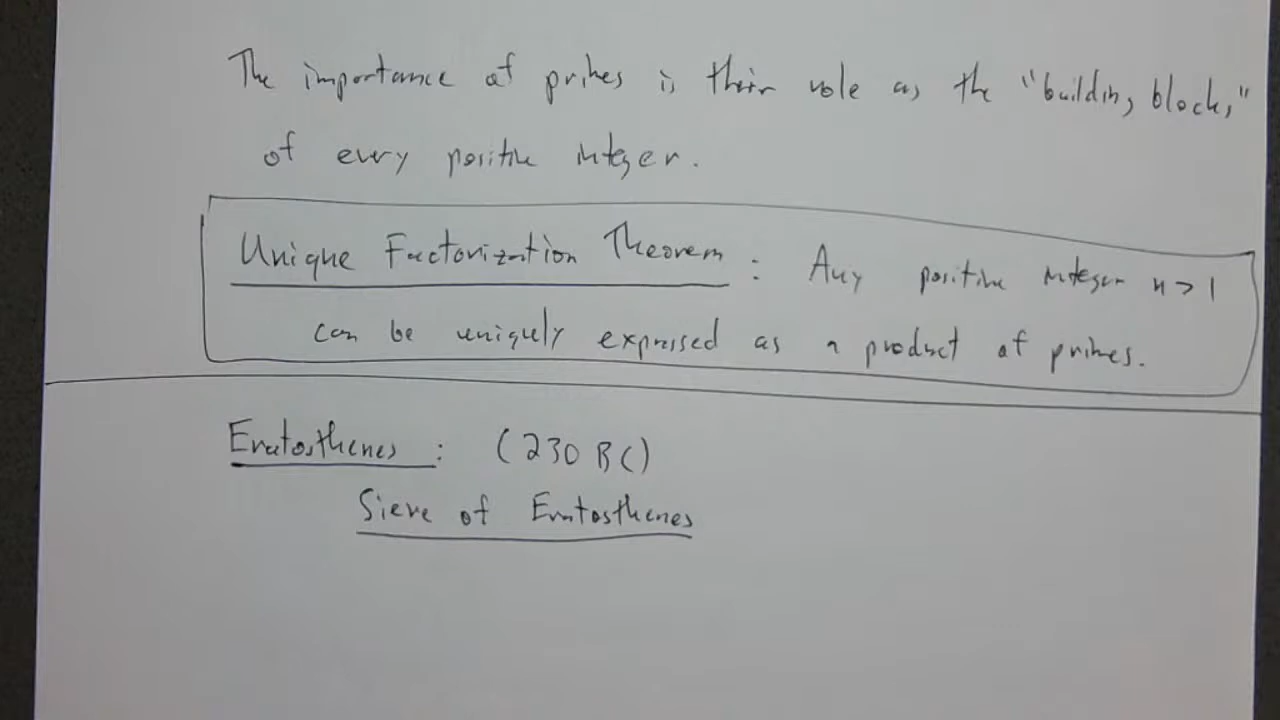 The importance of primes is their role as the "building blocks"
of every positive integer.
Unique Factorization Theorem : Any positive integer n > 1
can be uniquely expressed as a product of primes.
Eratosthenes : (230 BC)
Sieve of Eratosthenes